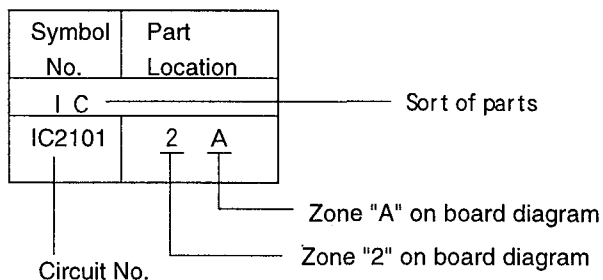 Symbol No.
Part Location
I C
Sort of parts
IC2101
2 A
Zone "A" on board diagram
Zone "2" on board diagram
Circuit No.